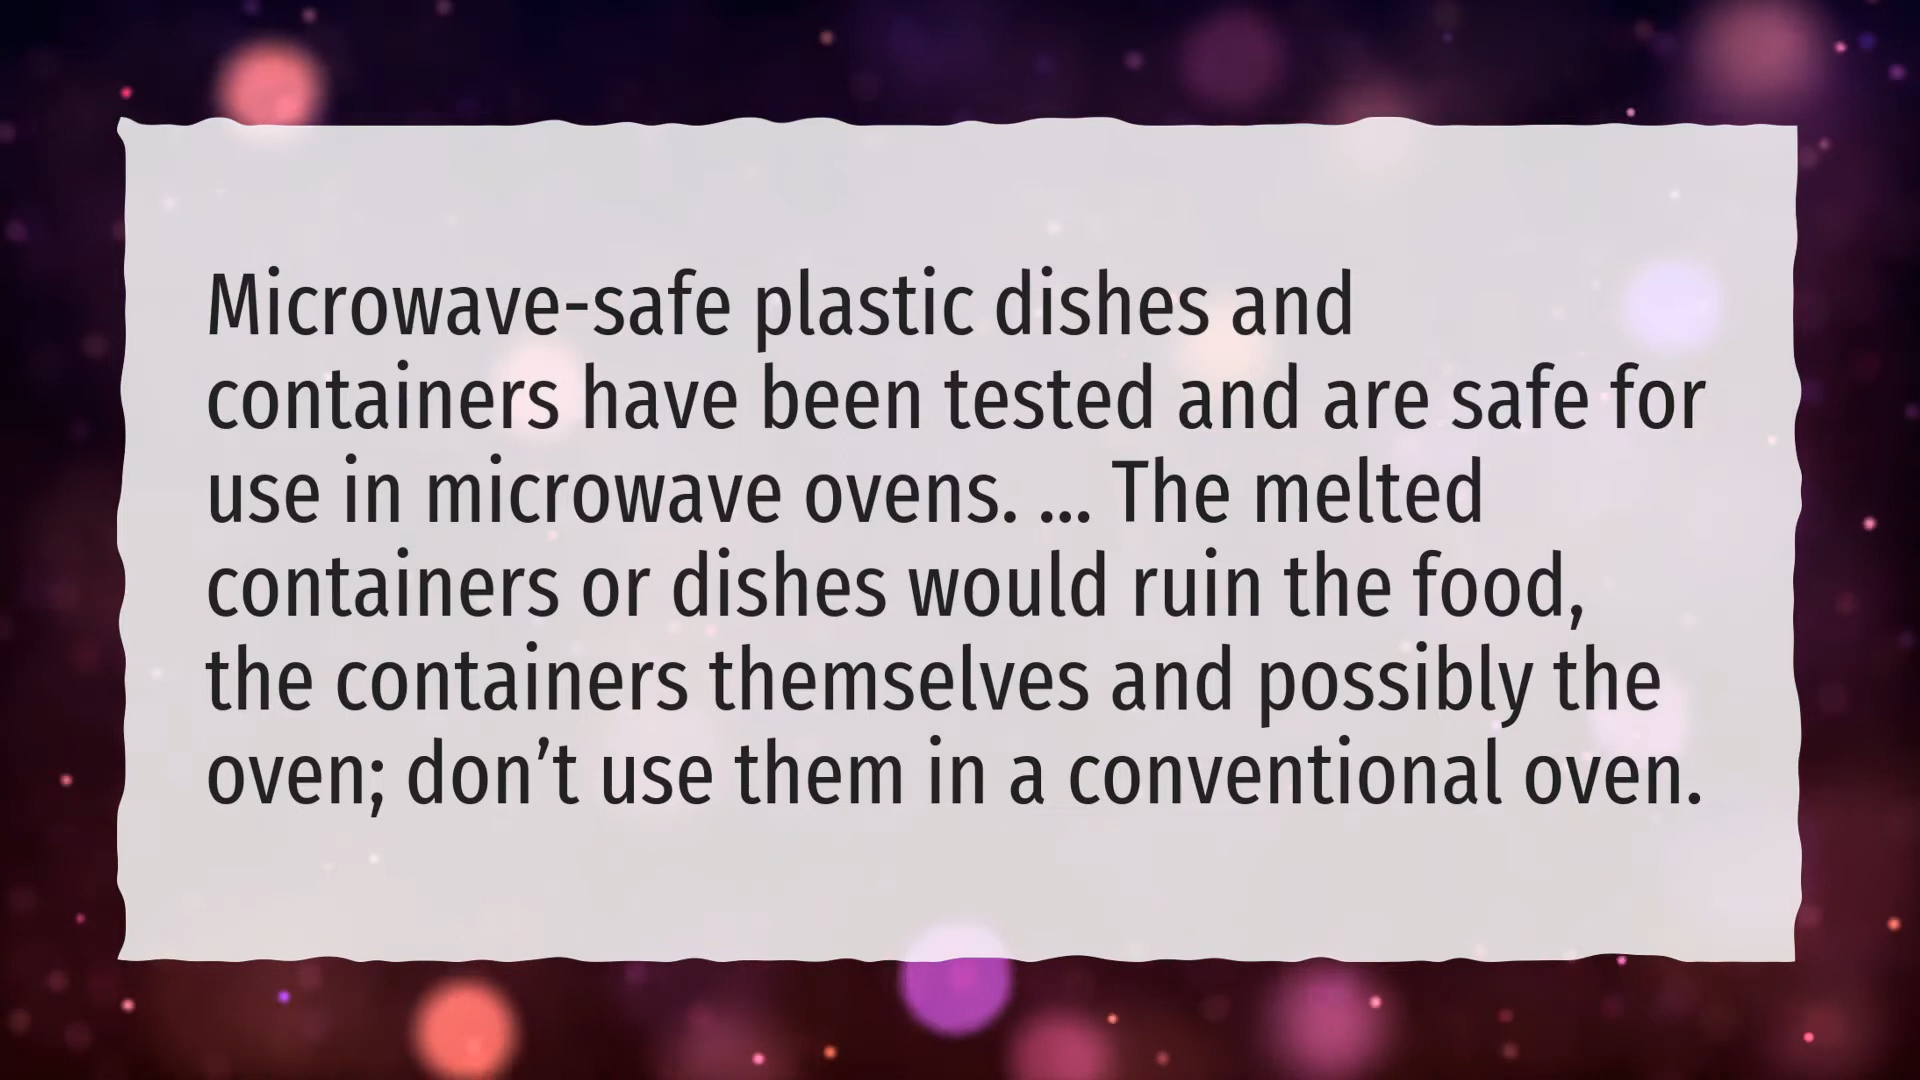 Microwave-safe plastic dishes and
containers have been tested and are safe for
use in microwave ovens. ... The melted
containers or dishes would ruin the food,
the containers themselves and possibly the
oven; don’t use them in a conventional oven.